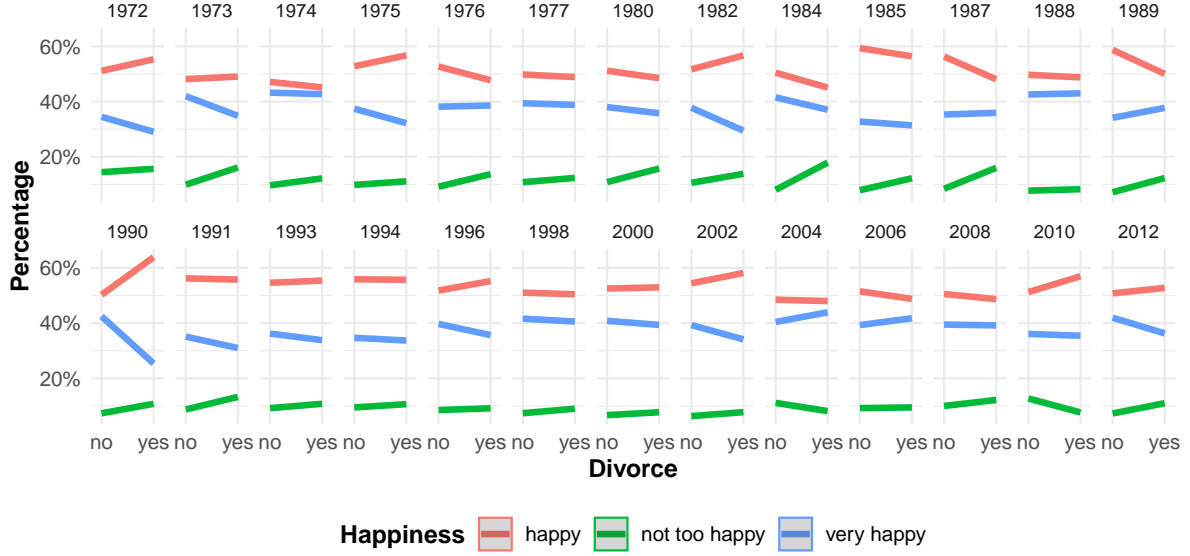 1972 1973 1974 1975 1976 1977 1980 1982 1984 1985 1987 1988 1989
60%
40%
20%
Percentage
1990 1991 1993 1994 1996 1998 2000 2002 2004 2006 2008 2010 2012
60%
40%
20%
no yes no yes no yes no yes no yes no yes no yes no yes no yes no yes no yes no yes no yes
Divorce
Happiness happy not too happy very happy